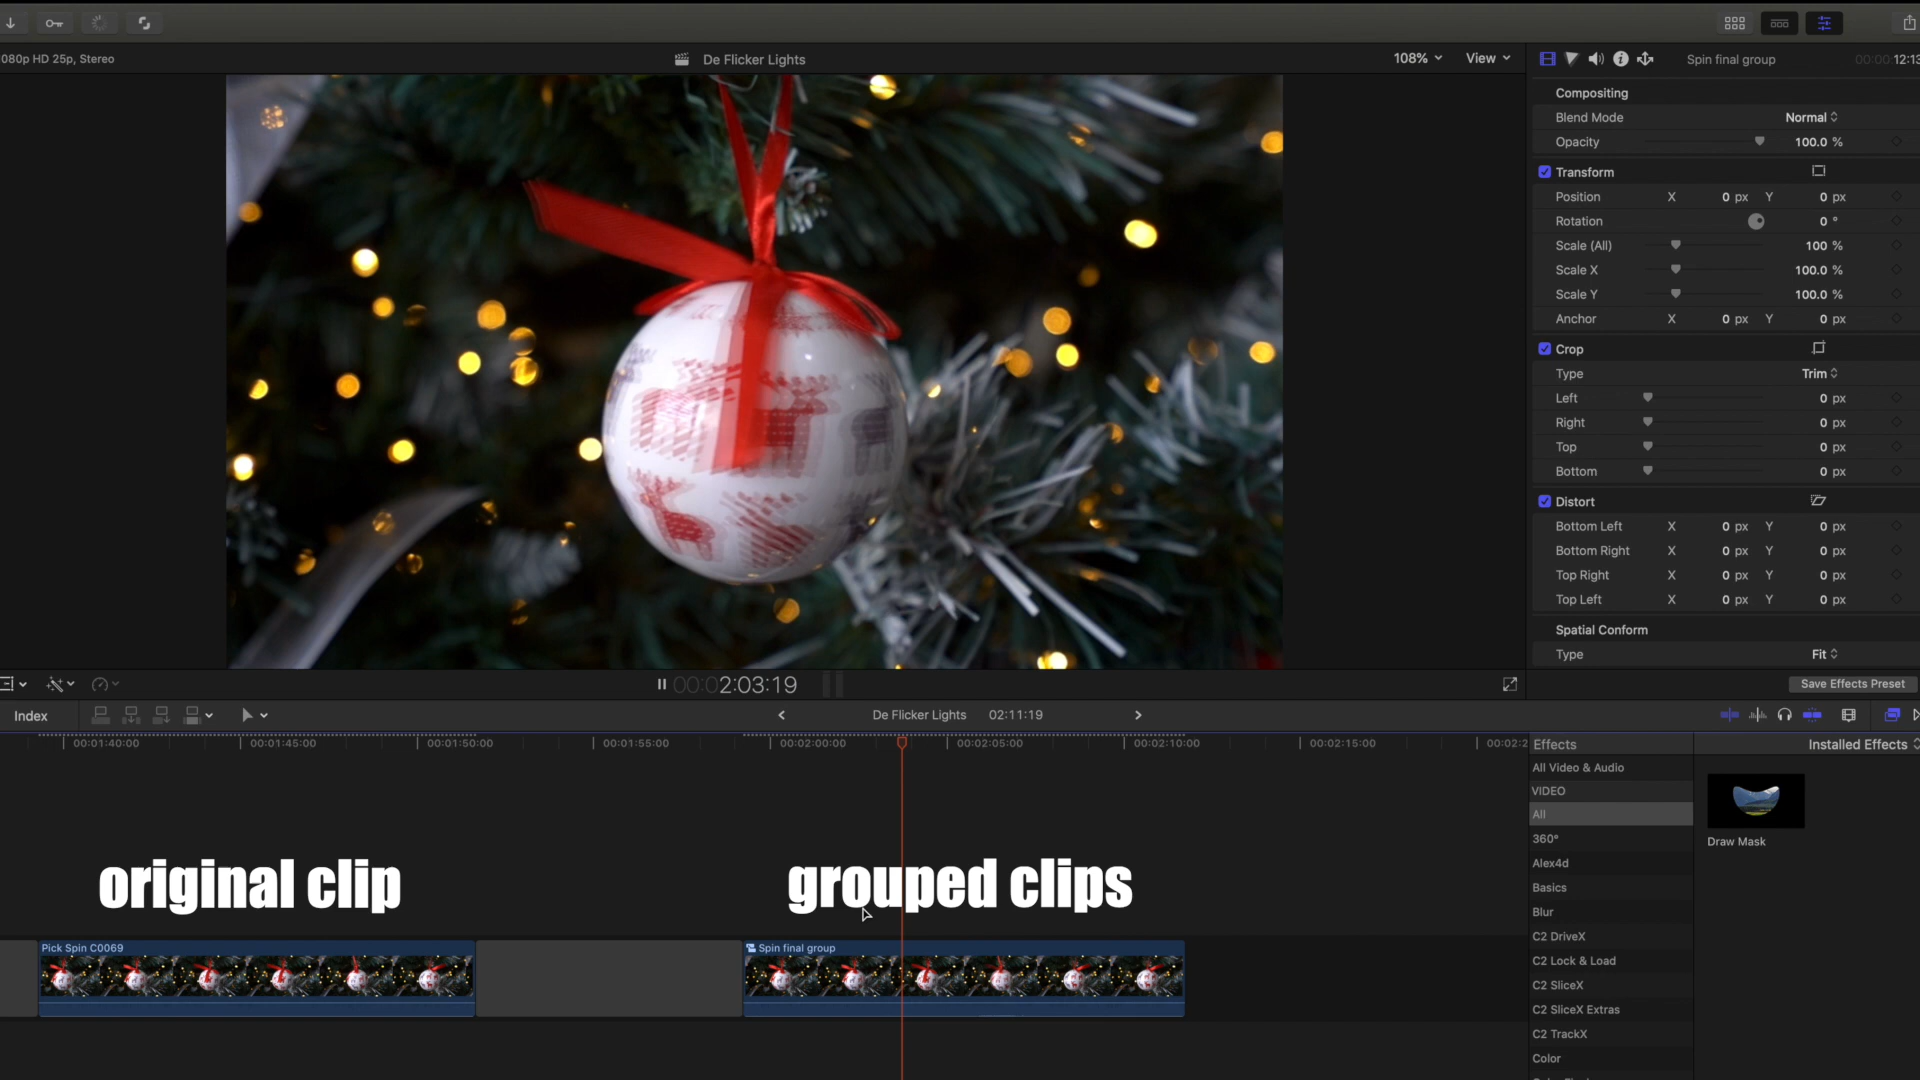 080p HD 25p, Stereo
De Flicker Lights
108%
View
Spin final group
00:00:12:13
Compositing
Blend Mode
Normal
Opacity
100.0 %
Transform
Position X 0 px Y 0 px
Rotation 0 °
Scale (All) 100 %
Scale X 100.0 %
Scale Y 100.0 %
Anchor X 0 px Y 0 px
Crop
Type Trim
Left 0 px
Right 0 px
Top 0 px
Bottom 0 px
Distort
Bottom Left X 0 px Y 0 px
Bottom Right X 0 px Y 0 px
Top Right X 0 px Y 0 px
Top Left X 0 px Y 0 px
Spatial Conform
Type Fit
Save Effects Preset
00:02:03:19
Index
De Flicker Lights 02:11:19
00:01:40:00 00:01:45:00 00:01:50:00 00:01:55:00 00:02:00:00 00:02:05:00 00:02:10:00 00:02:15:00 00:02:2
original clip
grouped clips
Pick Spin C0069
Spin final group
Effects
Installed Effects
All Video & Audio
VIDEO
All
360°
Alex4d
Basics
Blur
C2 DriveX
C2 Lock & Load
C2 SliceX
C2 SliceX Extras
C2 TrackX
Color
Draw Mask